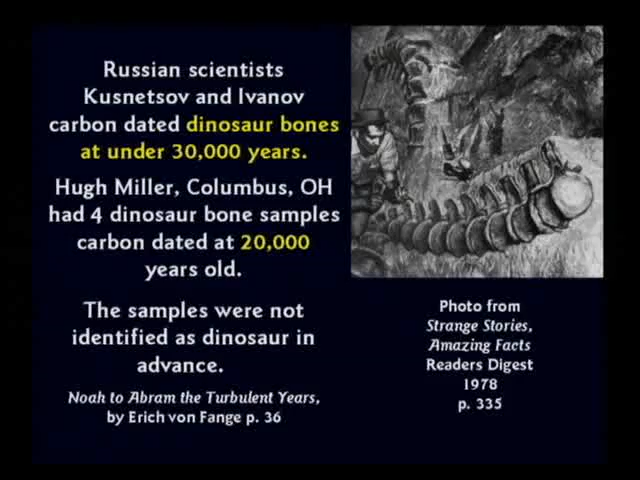 Russian scientists
Kusnetsov and Ivanov
carbon dated dinosaur bones
at under 30,000 years.
Hugh Miller, Columbus, OH
had 4 dinosaur bone samples
carbon dated at 20,000
years old.
The samples were not
identified as dinosaur in
advance.
Noah to Abram the Turbulent Years,
by Erich von Fange p. 36
Photo from
Strange Stories,
Amazing Facts
Readers Digest
1978
p. 335